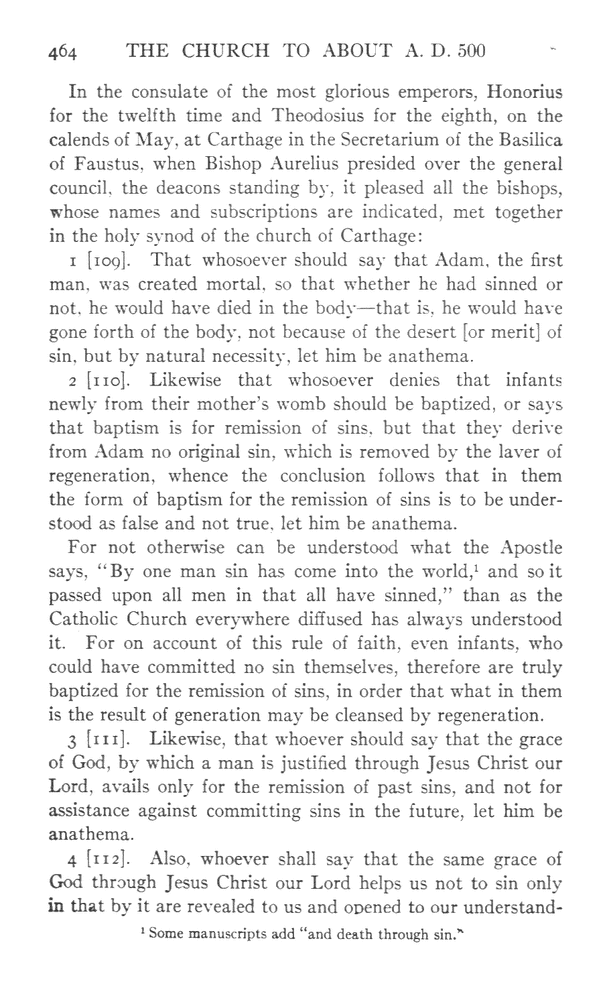 464 THE CHURCH TO ABOUT A. D. 500
In the consulate of the most glorious emperors, Honorius
for the twelfth time and Theodosius for the eighth, on the
calends of May, at Carthage in the Secretarium of the Basilica
of Faustus, when Bishop Aurelius presided over the general
council, the deacons standing by, it pleased all the bishops,
whose names and subscriptions are indicated, met together
in the holy synod of the church of Carthage:
1 [109]. That whosoever should say that Adam, the first
man, was created mortal, so that whether he had sinned or
not, he would have died in the body—that is, he would have
gone forth of the body, not because of the desert [or merit] of
sin, but by natural necessity, let him be anathema.
2 [110]. Likewise that whosoever denies that infants
newly from their mother's womb should be baptized, or says
that baptism is for remission of sins, but that they derive
from Adam no original sin, which is removed by the laver of
regeneration, whence the conclusion follows that in them
the form of baptism for the remission of sins is to be under-
stood as false and not true, let him be anathema.
For not otherwise can be understood what the Apostle
says, "By one man sin has come into the world,¹ and so it
passed upon all men in that all have sinned," than as the
Catholic Church everywhere diffused has always understood
it. For on account of this rule of faith, even infants, who
could have committed no sin themselves, therefore are truly
baptized for the remission of sins, in order that what in them
is the result of generation may be cleansed by regeneration.
3 [111]. Likewise, that whoever should say that the grace
of God, by which a man is justified through Jesus Christ our
Lord, avails only for the remission of past sins, and not for
assistance against committing sins in the future, let him be
anathema.
4 [112]. Also, whoever shall say that the same grace of
God through Jesus Christ our Lord helps us not to sin only
in that by it are revealed to us and opened to our understand-
¹ Some manuscripts add "and death through sin."